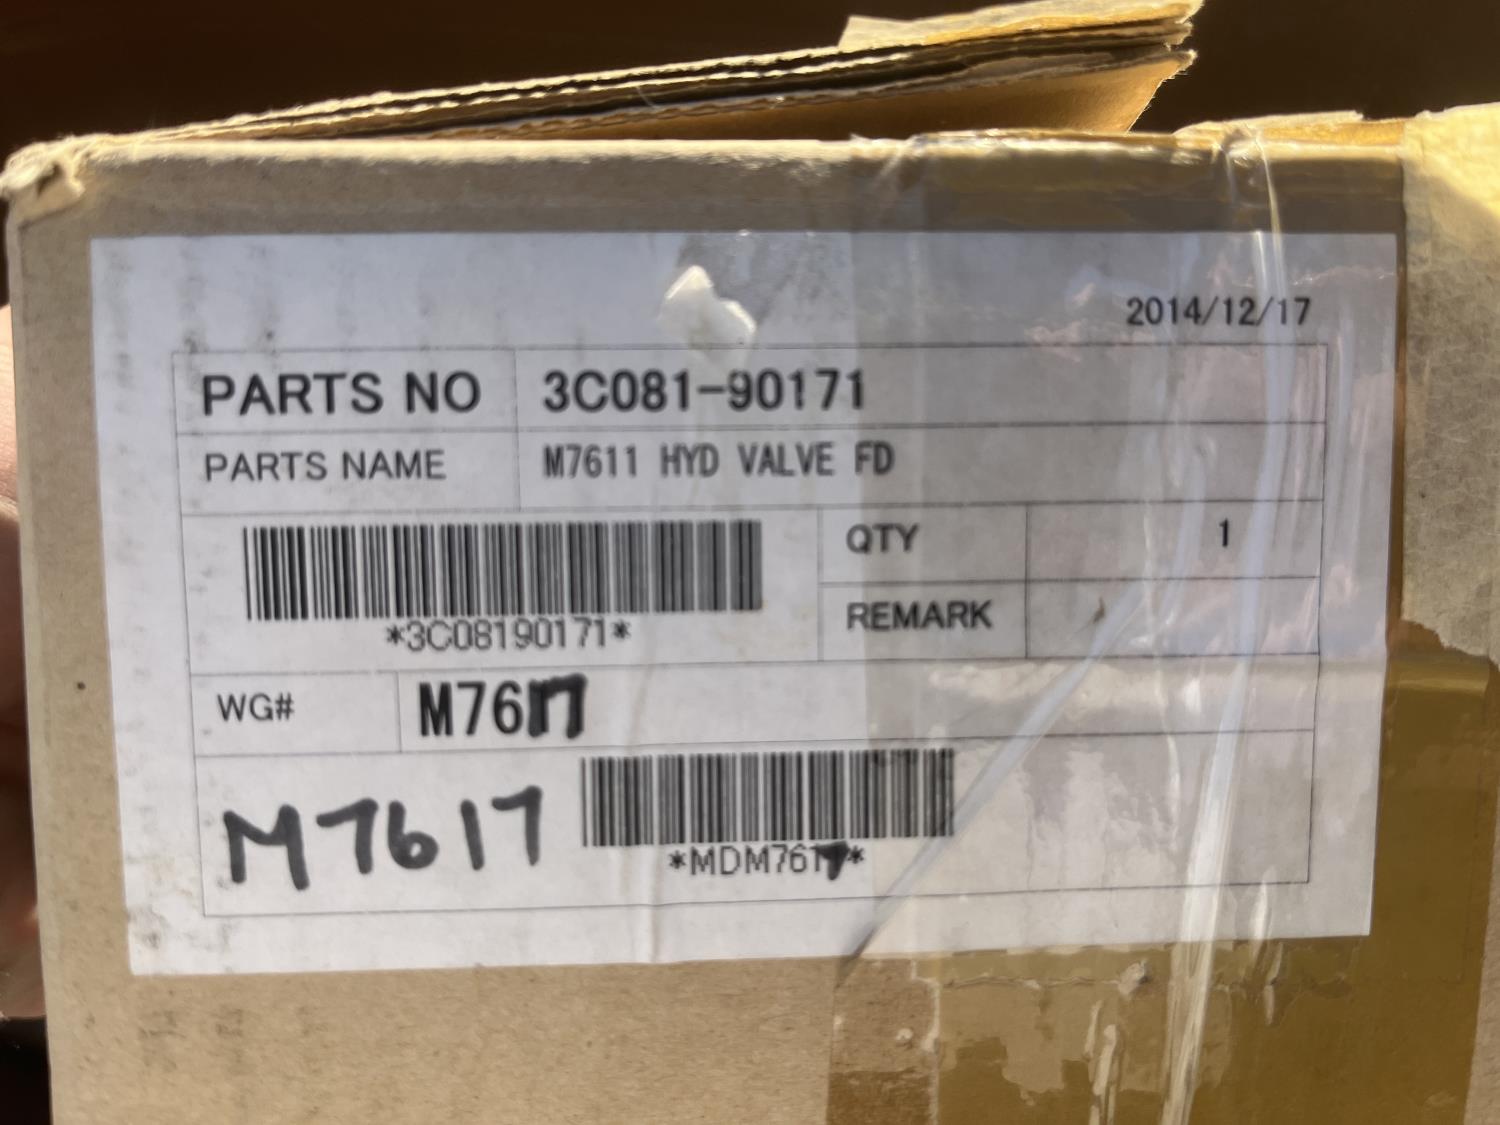 2014/12/17
PARTS NO 3C081-90171
PARTS NAME M7611 HYD VALVE FD
QTY 1
*3C08190171*
REMARK
WG# M7617
M7617
*MDM7617*